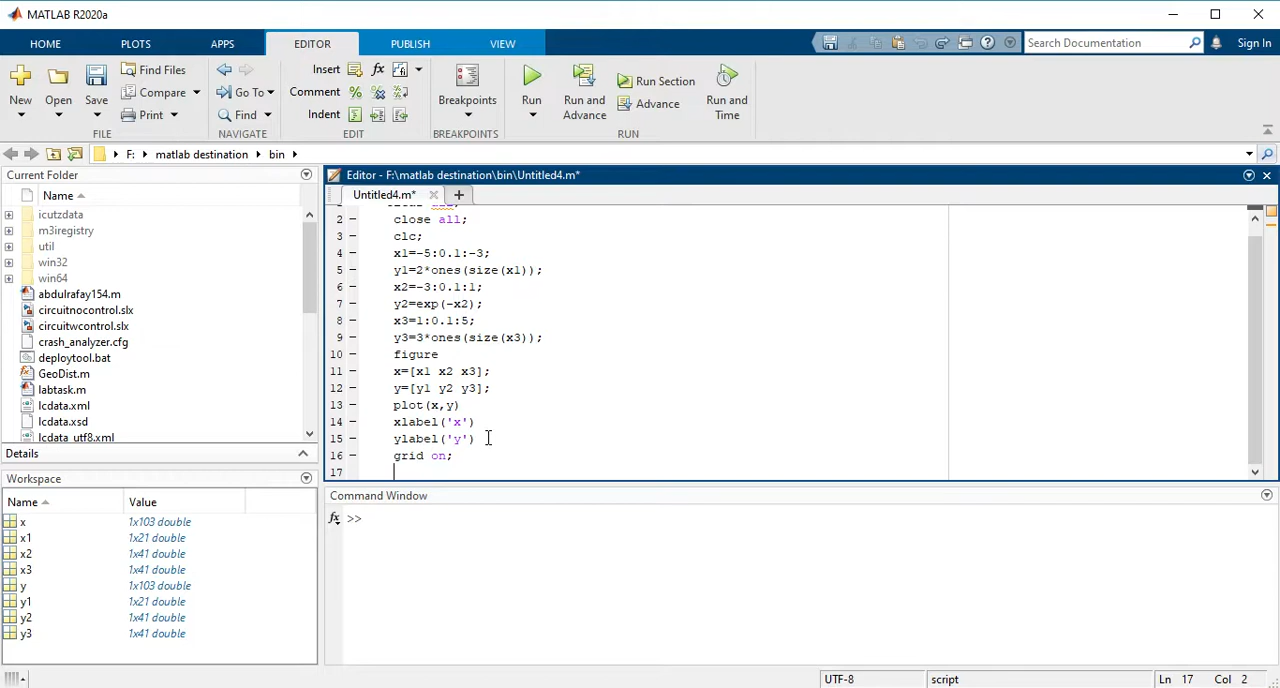 MATLAB R2020a
HOME PLOTS APPS EDITOR PUBLISH VIEW Search Documentation Sign In
New Open Save Find Files Compare Print Go To Find Insert Comment Indent Breakpoints Run Run and Advance Run Section Advance Run and Time
FILE NAVIGATE EDIT BREAKPOINTS RUN
F: matlab destination bin
Current Folder
Name
icutzdata
m3iregistry
util
win32
win64
abdulrafay154.m
circuitnocontrol.slx
circuitwcontrol.slx
crash_analyzer.cfg
deploytool.bat
GeoDist.m
labtask.m
lcdata.xml
lcdata.xsd
lcdata_utf8.xml
Details
Workspace
Name Value
x 1x103 double
x1 1x21 double
x2 1x41 double
x3 1x41 double
y 1x103 double
y1 1x21 double
y2 1x41 double
y3 1x41 double
Editor - F:\matlab destination\bin\Untitled4.m*
Untitled4.m*
2 close all;
3 clc;
4 x1=-5:0.1:-3;
5 y1=2*ones(size(x1));
6 x2=-3:0.1:1;
7 y2=exp(-x2);
8 x3=1:0.1:5;
9 y3=3*ones(size(x3));
10 figure
11 x=[x1 x2 x3];
12 y=[y1 y2 y3];
13 plot(x,y)
14 xlabel('x')
15 ylabel('y')
16 grid on;
17
Command Window
fx >>
UTF-8 script Ln 17 Col 2